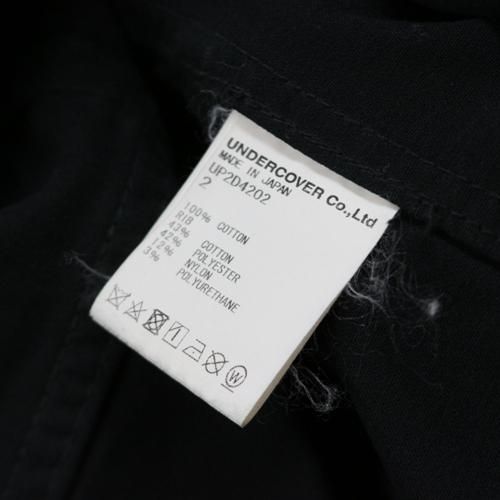 UNDERCOVER Co.,Ltd
MADE IN JAPAN
UP2D4202
2
100% COTTON
RIB
43% COTTON
42% POLYESTER
12% NYLON
3% POLYURETHANE
W